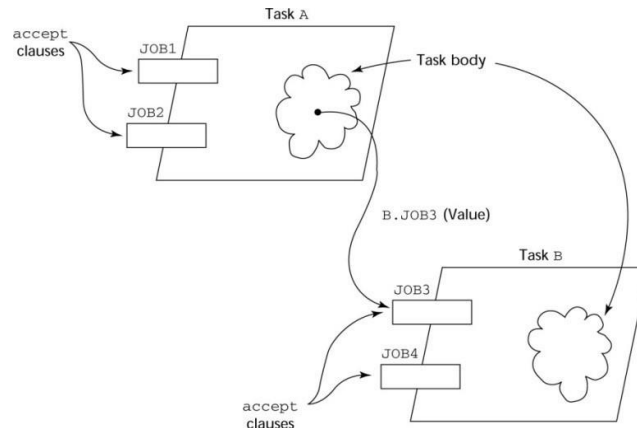 Task A
accept
clauses
JOB1
Task body
JOB2
B.JOB3 (Value)
Task B
JOB3
JOB4
accept
clauses